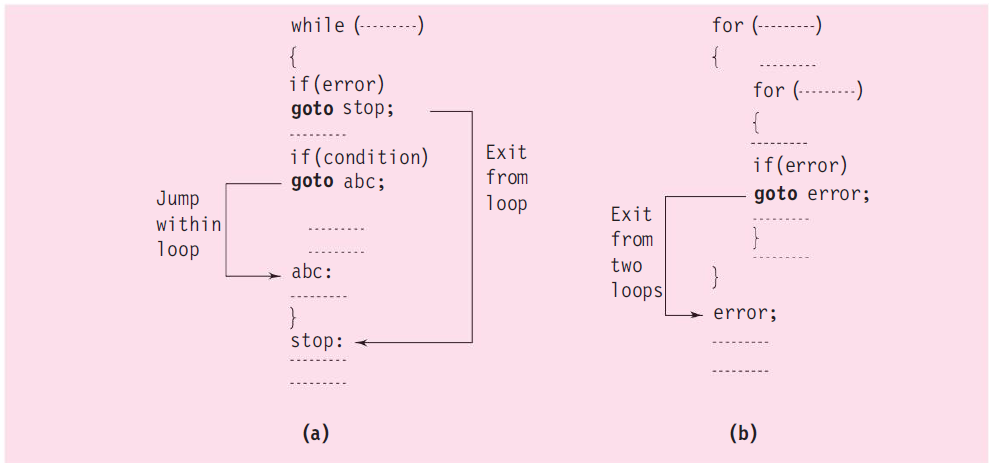 while (---------)
{
if(error)
goto stop;
---------
if(condition)
goto abc;
---------
---------
abc:
---------
}
stop:
---------
---------
Jump
within
loop
Exit
from
loop
(a)
for (---------)
{
---------
for (---------)
{
---------
if(error)
goto error;
---------
}
---------
}
error;
---------
---------
Exit
from
two
loops
(b)